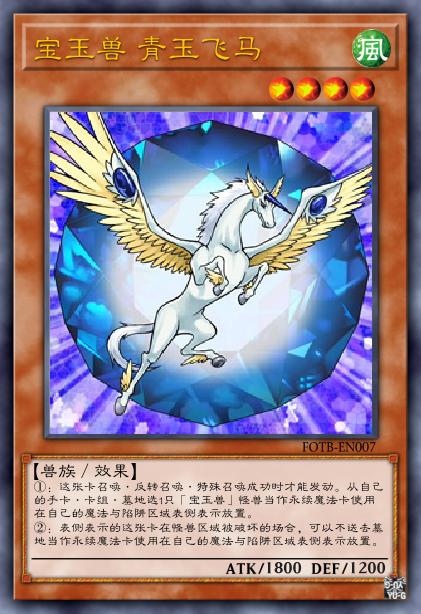 宝玉兽 青玉飞马
風
FOTB-EN007
【兽族／效果】
①：这张卡召唤·反转召唤·特殊召唤成功时才能发动。从自己
的手卡·卡组·墓地选1只「宝玉兽」怪兽当作永续魔法卡使用
在自己的魔法与陷阱区域表侧表示放置。
②：表侧表示的这张卡在怪兽区域被破坏的场合，可以不送去墓
地当作永续魔法卡使用在自己的魔法与陷阱区域表侧表示放置。
ATK/1800 DEF/1200